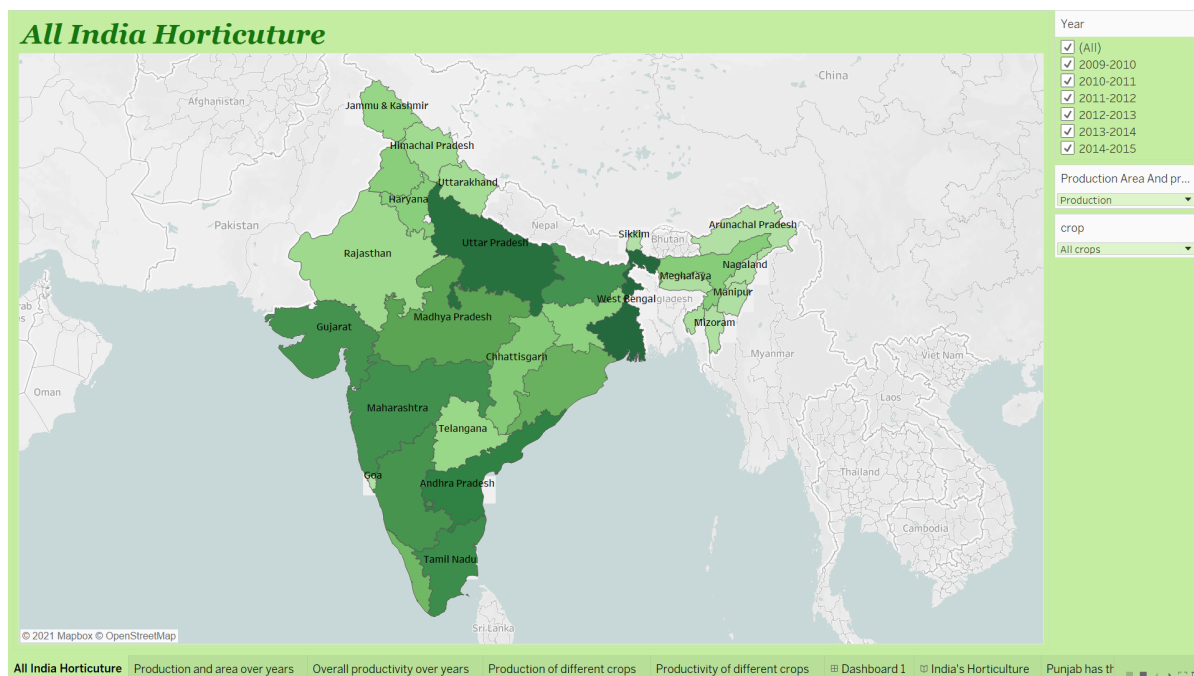 All India Horticuture
Afghanistan
China
Jammu & Kashmir
Himachal Pradesh
Uttarakhand
Haryana
Pakistan
Nepal
Sikkim
Bhutan
Arunachal Pradesh
Uttar Pradesh
Rajasthan
Nagaland
Meghalaya
Manipur
West Bengal
Mizoram
Gujarat
Madhya Pradesh
Chhattisgarh
Oman
Myanmar
Viet Nam
Laos
Maharashtra
Telangana
Thailand
Goa
Andhra Pradesh
Cambodia
Tamil Nadu
Sri Lanka
© 2021 Mapbox © OpenStreetMap
Year
(All)
2009-2010
2010-2011
2011-2012
2012-2013
2013-2014
2014-2015
Production Area And pr...
Production
crop
All crops
All India Horticuture
Production and area over years
Overall productivity over years
Production of different crops
Productivity of different crops
Dashboard 1
India's Horticulture
Punjab has th